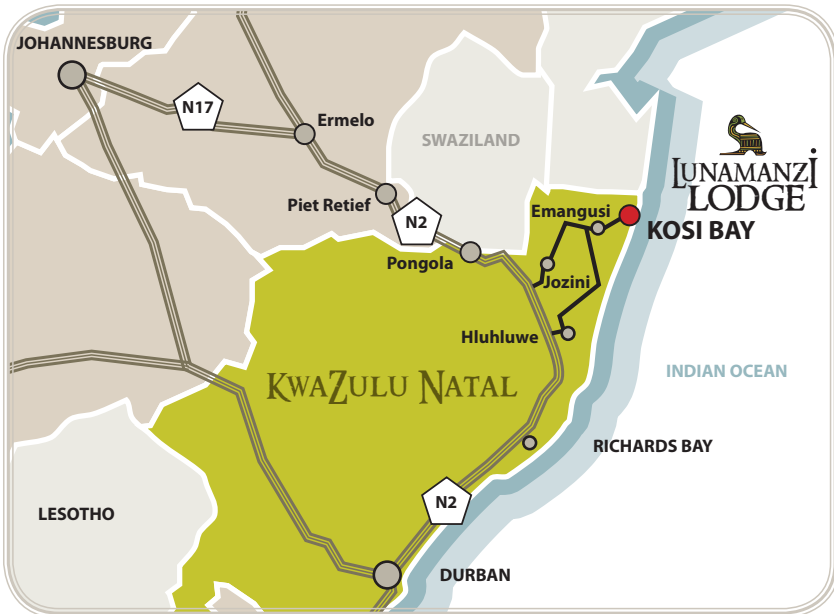 JOHANNESBURG
N17
Ermelo
SWAZILAND
LUNAMANZI
LODGE
Piet Retief
Emangusi
N2
KOSI BAY
Pongola
Jozini
Hluhluwe
INDIAN OCEAN
KWAZULU NATAL
RICHARDS BAY
N2
LESOTHO
DURBAN